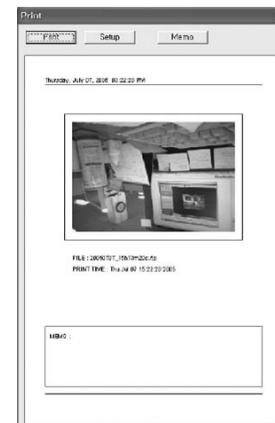 Print
Print Setup Memo
Thursday, July 07, 2005 03:22:20 PM
PRINT TIME : Thu Jul 07 15:22:20 2005
MEMO :